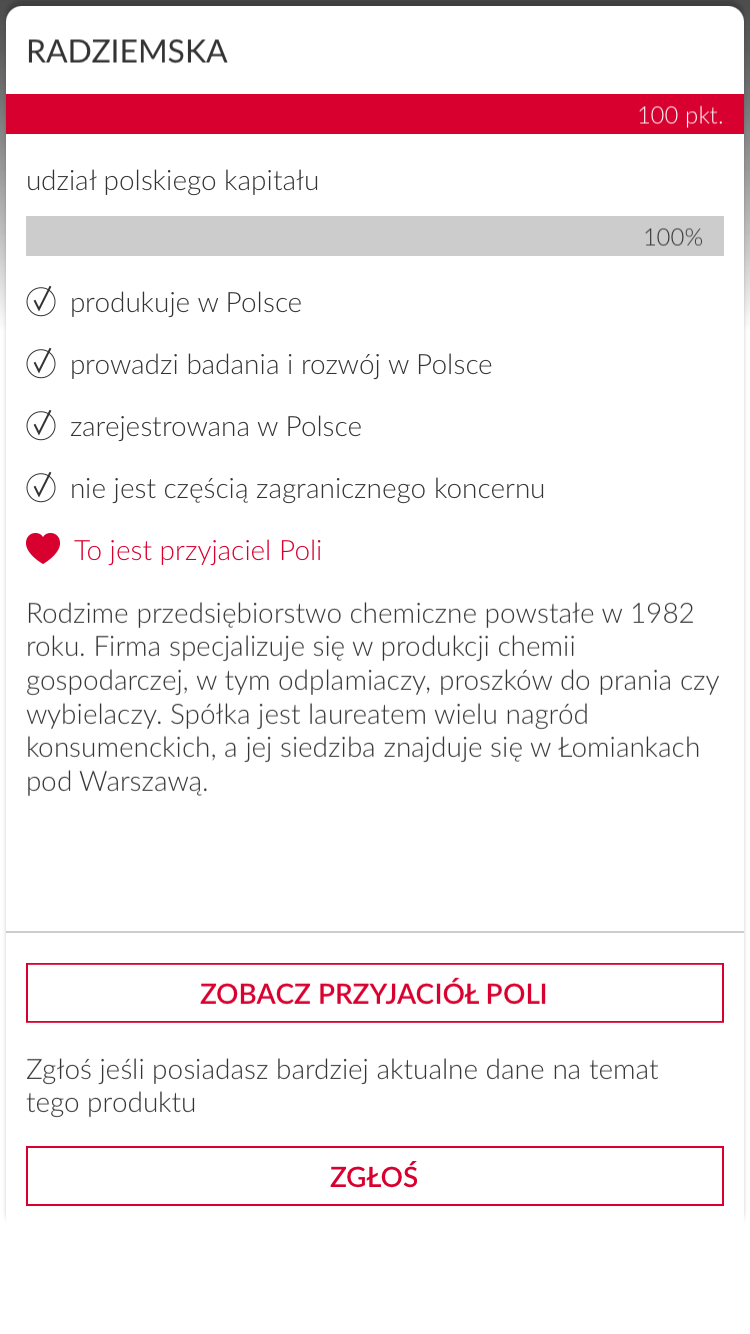 RADZIEMSKA
100 pkt.
udział polskiego kapitału
100%
produkuje w Polsce
prowadzi badania i rozwój w Polsce
zarejestrowana w Polsce
nie jest częścią zagranicznego koncernu
To jest przyjaciel Poli
Rodzime przedsiębiorstwo chemiczne powstałe w 1982
roku. Firma specjalizuje się w produkcji chemii
gospodarczej, w tym odplamiaczy, proszków do prania czy
wybielaczy. Spółka jest laureatem wielu nagród
konsumenckich, a jej siedziba znajduje się w Łomiankach
pod Warszawą.
ZOBACZ PRZYJACIÓŁ POLI
Zgłoś jeśli posiadasz bardziej aktualne dane na temat
tego produktu
ZGŁOŚ